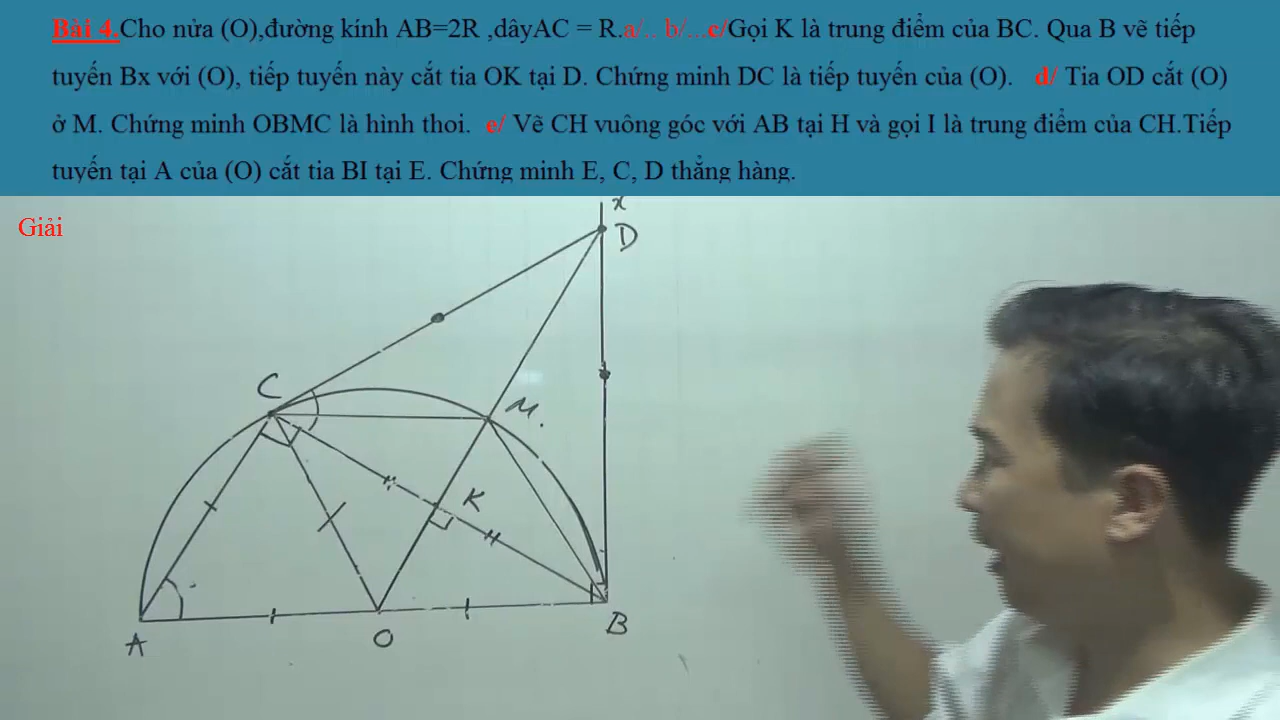 Bài 4.Cho nửa (O),đường kính AB=2R ,dâyAC = R.a/.. b/...c/Gọi K là trung điểm của BC. Qua B vẽ tiếp
tuyến Bx với (O), tiếp tuyến này cắt tia OK tại D. Chứng minh DC là tiếp tuyến của (O). d/ Tia OD cắt (O)
ở M. Chứng minh OBMC là hình thoi. e/ Vẽ CH vuông góc với AB tại H và gọi I là trung điểm của CH.Tiếp
tuyến tại A của (O) cắt tia BI tại E. Chứng minh E, C, D thẳng hàng.
Giải
x
D
C
M.
K
A
O
B